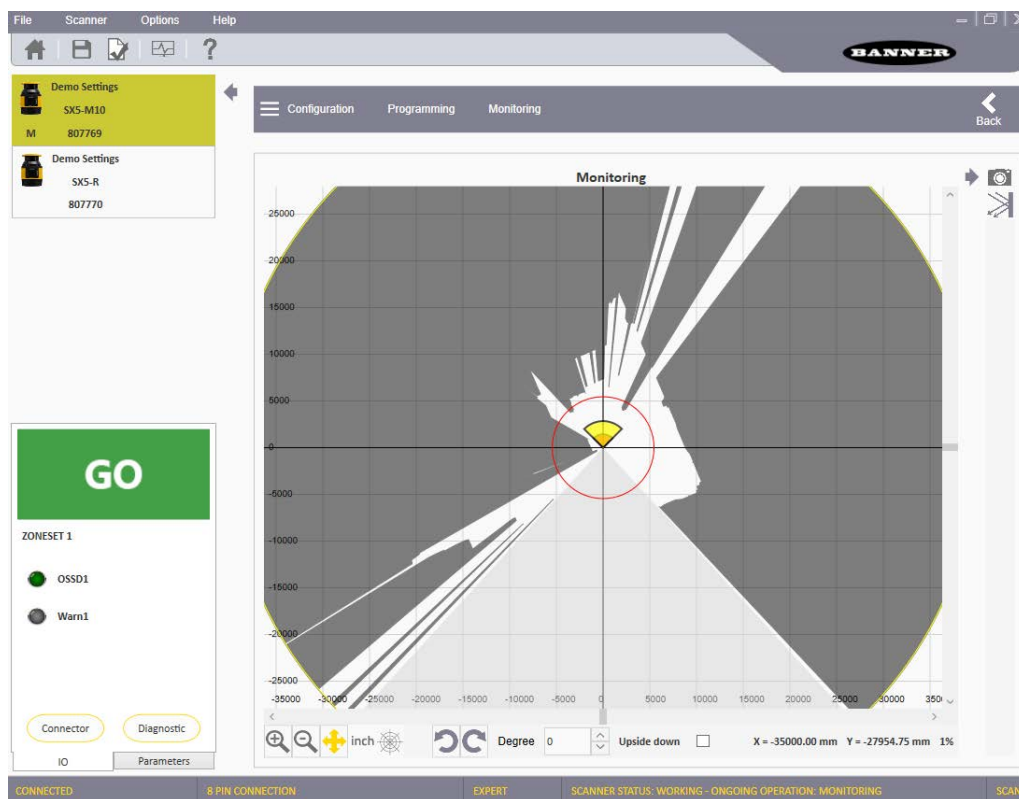 File Scanner Options Help
BANNER
Demo Settings
SX5-M10
M 807769
Demo Settings
SX5-R
807770
Configuration Programming Monitoring
Back
Monitoring
25000
20000
15000
10000
5000
0
-5000
-10000
-15000
-20000
-25000
-35000 -30000 -25000 -20000 -15000 -10000 -5000 0 5000 10000 15000 20000 25000 30000 350
GO
ZONESET 1
OSSD1
Warn1
Connector Diagnostic
IO Parameters
inch Degree 0 Upside down X = -35000.00 mm Y = -27954.75 mm 1%
CONNECTED 8 PIN CONNECTION EXPERT SCANNER STATUS: WORKING - ONGOING OPERATION: MONITORING SCAN